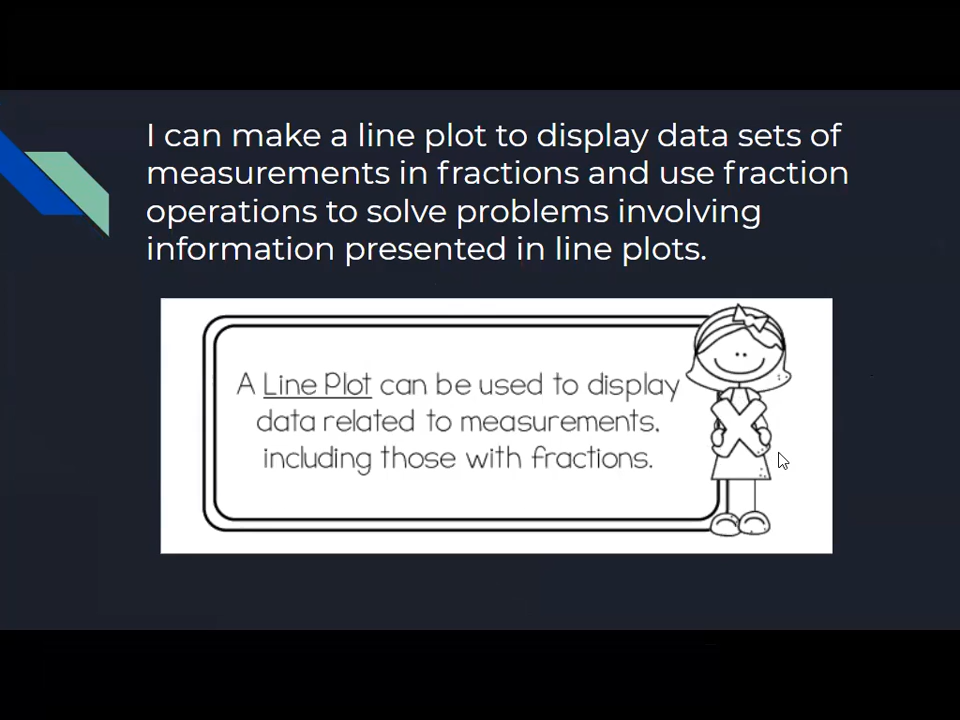 I can make a line plot to display data sets of
measurements in fractions and use fraction
operations to solve problems involving
information presented in line plots.
A Line Plot can be used to display
data related to measurements,
including those with fractions.